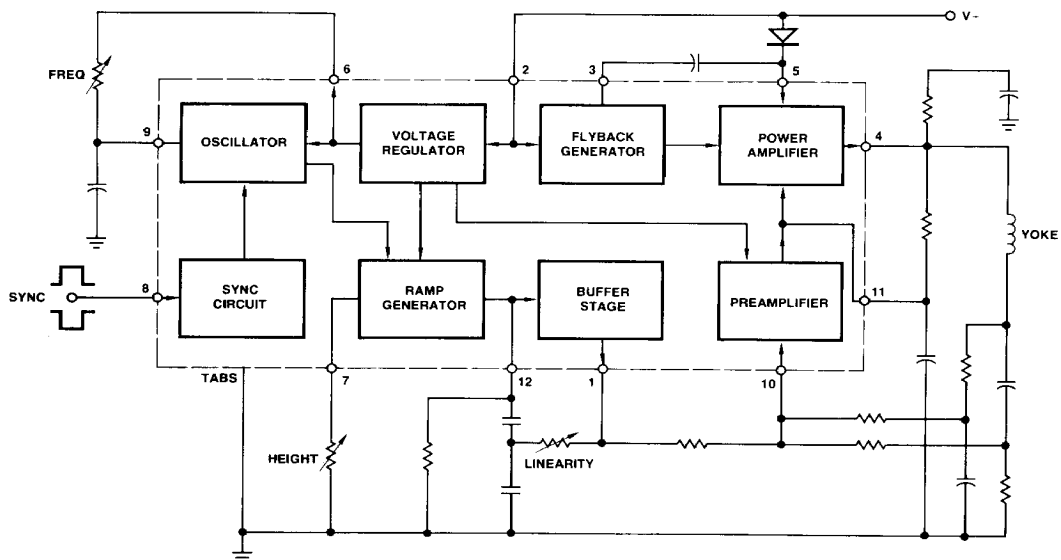 V-
FREQ
6
2
3
5
9
OSCILLATOR
VOLTAGE
REGULATOR
FLYBACK
GENERATOR
POWER
AMPLIFIER
4
YOKE
SYNC
8
SYNC
CIRCUIT
RAMP
GENERATOR
BUFFER
STAGE
PREAMPLIFIER
11
TABS
7
12
1
10
HEIGHT
LINEARITY